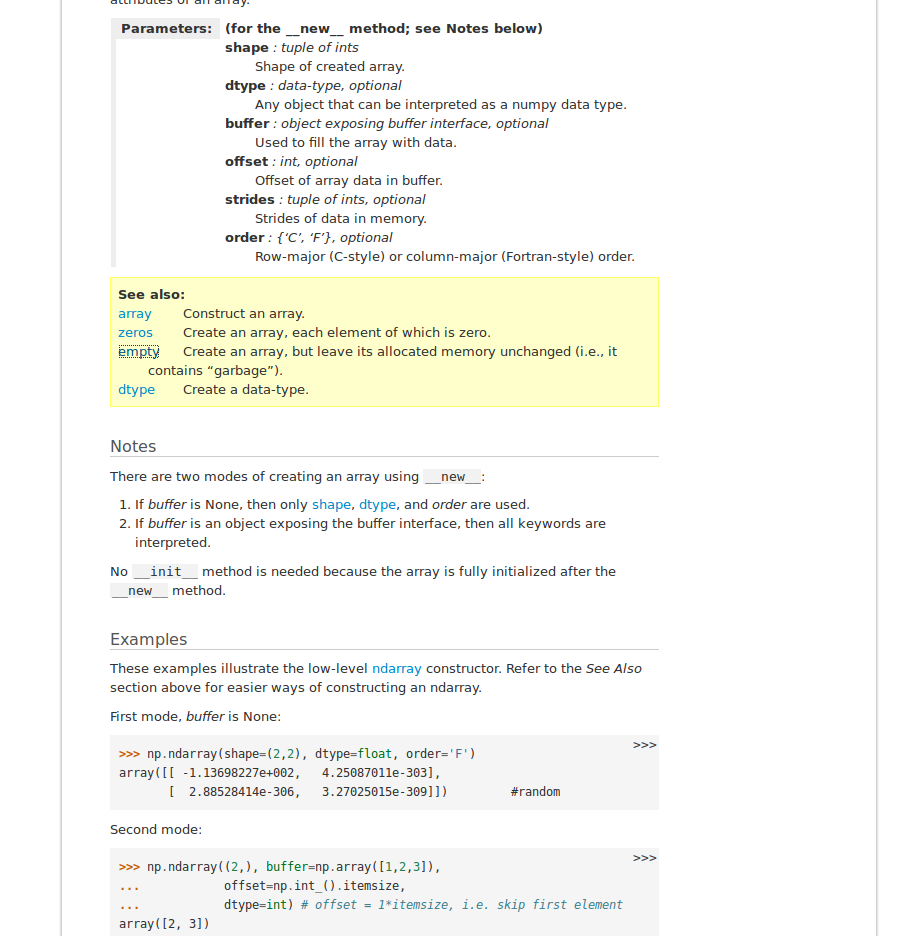 attributes of an array.
Parameters: (for the __new__ method; see Notes below)
shape : tuple of ints
Shape of created array.
dtype : data-type, optional
Any object that can be interpreted as a numpy data type.
buffer : object exposing buffer interface, optional
Used to fill the array with data.
offset : int, optional
Offset of array data in buffer.
strides : tuple of ints, optional
Strides of data in memory.
order : {‘C’, ‘F’}, optional
Row-major (C-style) or column-major (Fortran-style) order.
See also:
array Construct an array.
zeros Create an array, each element of which is zero.
empty Create an array, but leave its allocated memory unchanged (i.e., it
contains “garbage”).
dtype Create a data-type.
Notes
There are two modes of creating an array using __new__:
1. If buffer is None, then only shape, dtype, and order are used.
2. If buffer is an object exposing the buffer interface, then all keywords are
interpreted.
No __init__ method is needed because the array is fully initialized after the
__new__ method.
Examples
These examples illustrate the low-level ndarray constructor. Refer to the See Also
section above for easier ways of constructing an ndarray.
First mode, buffer is None:
>>>
>>> np.ndarray(shape=(2,2), dtype=float, order='F')
array([[ -1.13698227e+002,   4.25087011e-303],
       [  2.88528414e-306,   3.27025015e-309]])         #random
Second mode:
>>>
>>> np.ndarray((2,), buffer=np.array([1,2,3]),
...            offset=np.int_().itemsize,
...            dtype=int) # offset = 1*itemsize, i.e. skip first element
array([2, 3])